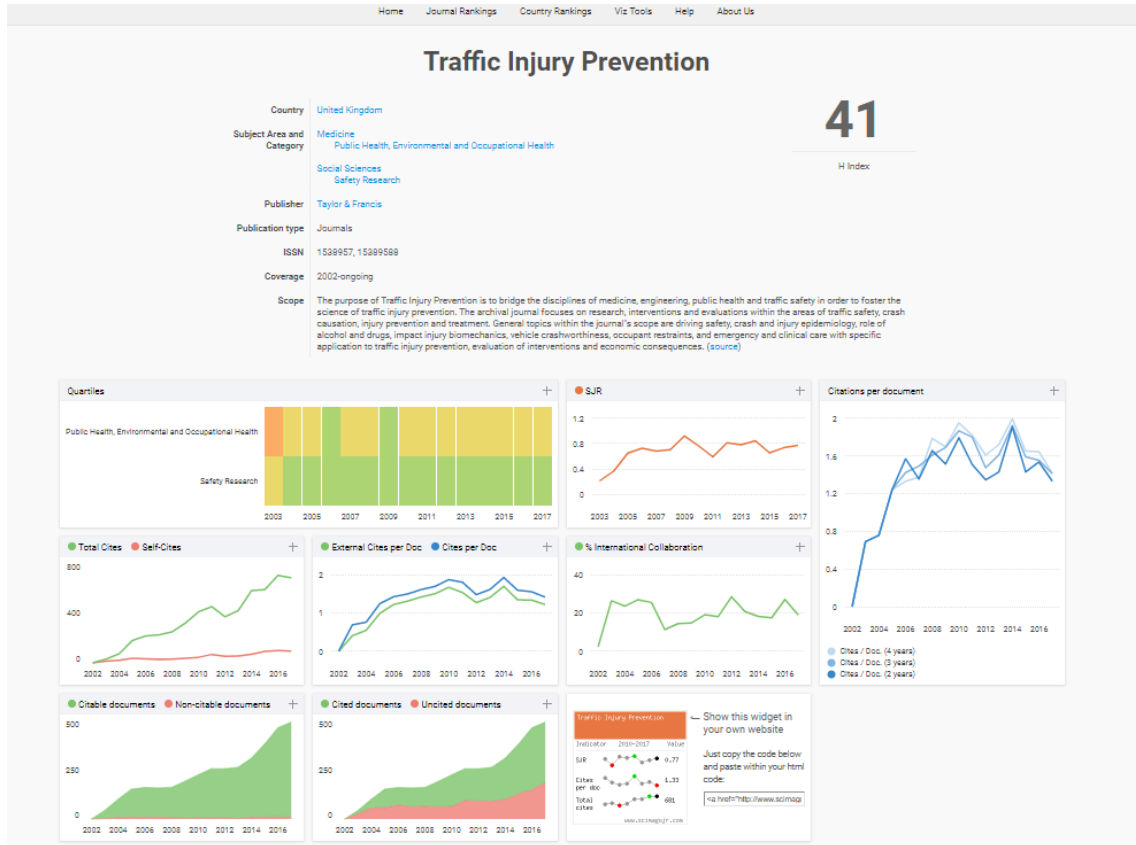 Home Journal Rankings Country Rankings Viz Tools Help About Us
Traffic Injury Prevention
Country United Kingdom
Subject Area and Category
Medicine
Public Health, Environmental and Occupational Health
Social Sciences
Safety Research
Publisher Taylor & Francis
Publication type Journals
ISSN 1538957, 15389588
Coverage 2002-ongoing
Scope The purpose of Traffic Injury Prevention is to bridge the disciplines of medicine, engineering, public health and traffic safety in order to foster the
science of traffic injury prevention. The archival journal focuses on research, interventions and evaluations within the areas of traffic safety, crash
causation, injury prevention and treatment. General topics within the journal's scope are driving safety, crash and injury epidemiology, role of
alcohol and drugs, impact injury biomechanics, vehicle crashworthiness, occupant restraints, and emergency and clinical care with specific
application to traffic injury prevention, evaluation of interventions and economic consequences. (source)
41
H Index
Quartiles
Public Health, Environmental and Occupational Health
Safety Research
2003 2005 2007 2009 2011 2013 2015 2017
SJR
1.2
0.8
0.4
0
2003 2005 2007 2009 2011 2013 2015 2017
Citations per document
2
1.6
1.2
0.8
0.4
0
2002 2004 2006 2008 2010 2012 2014 2016
Cites / Doc. (4 years)
Cites / Doc. (3 years)
Cites / Doc. (2 years)
Total Cites Self-Cites
800
400
0
2002 2004 2006 2008 2010 2012 2014 2016
External Cites per Doc Cites per Doc
2
1
0
2002 2004 2006 2008 2010 2012 2014 2016
% International Collaboration
40
20
0
2002 2004 2006 2008 2010 2012 2014 2016
Citable documents Non-citable documents
500
250
0
2002 2004 2006 2008 2010 2012 2014 2016
Cited documents Uncited documents
500
250
0
2002 2004 2006 2008 2010 2012 2014 2016
Traffic Injury Prevention
Indicator 2010-2017 Value
SJR 0.77
Cites per doc 1.33
Total cites 681
www.scimagojr.com
Show this widget in
your own website
Just copy the code below
and paste within your html
code:
<a href="http://www.scimag